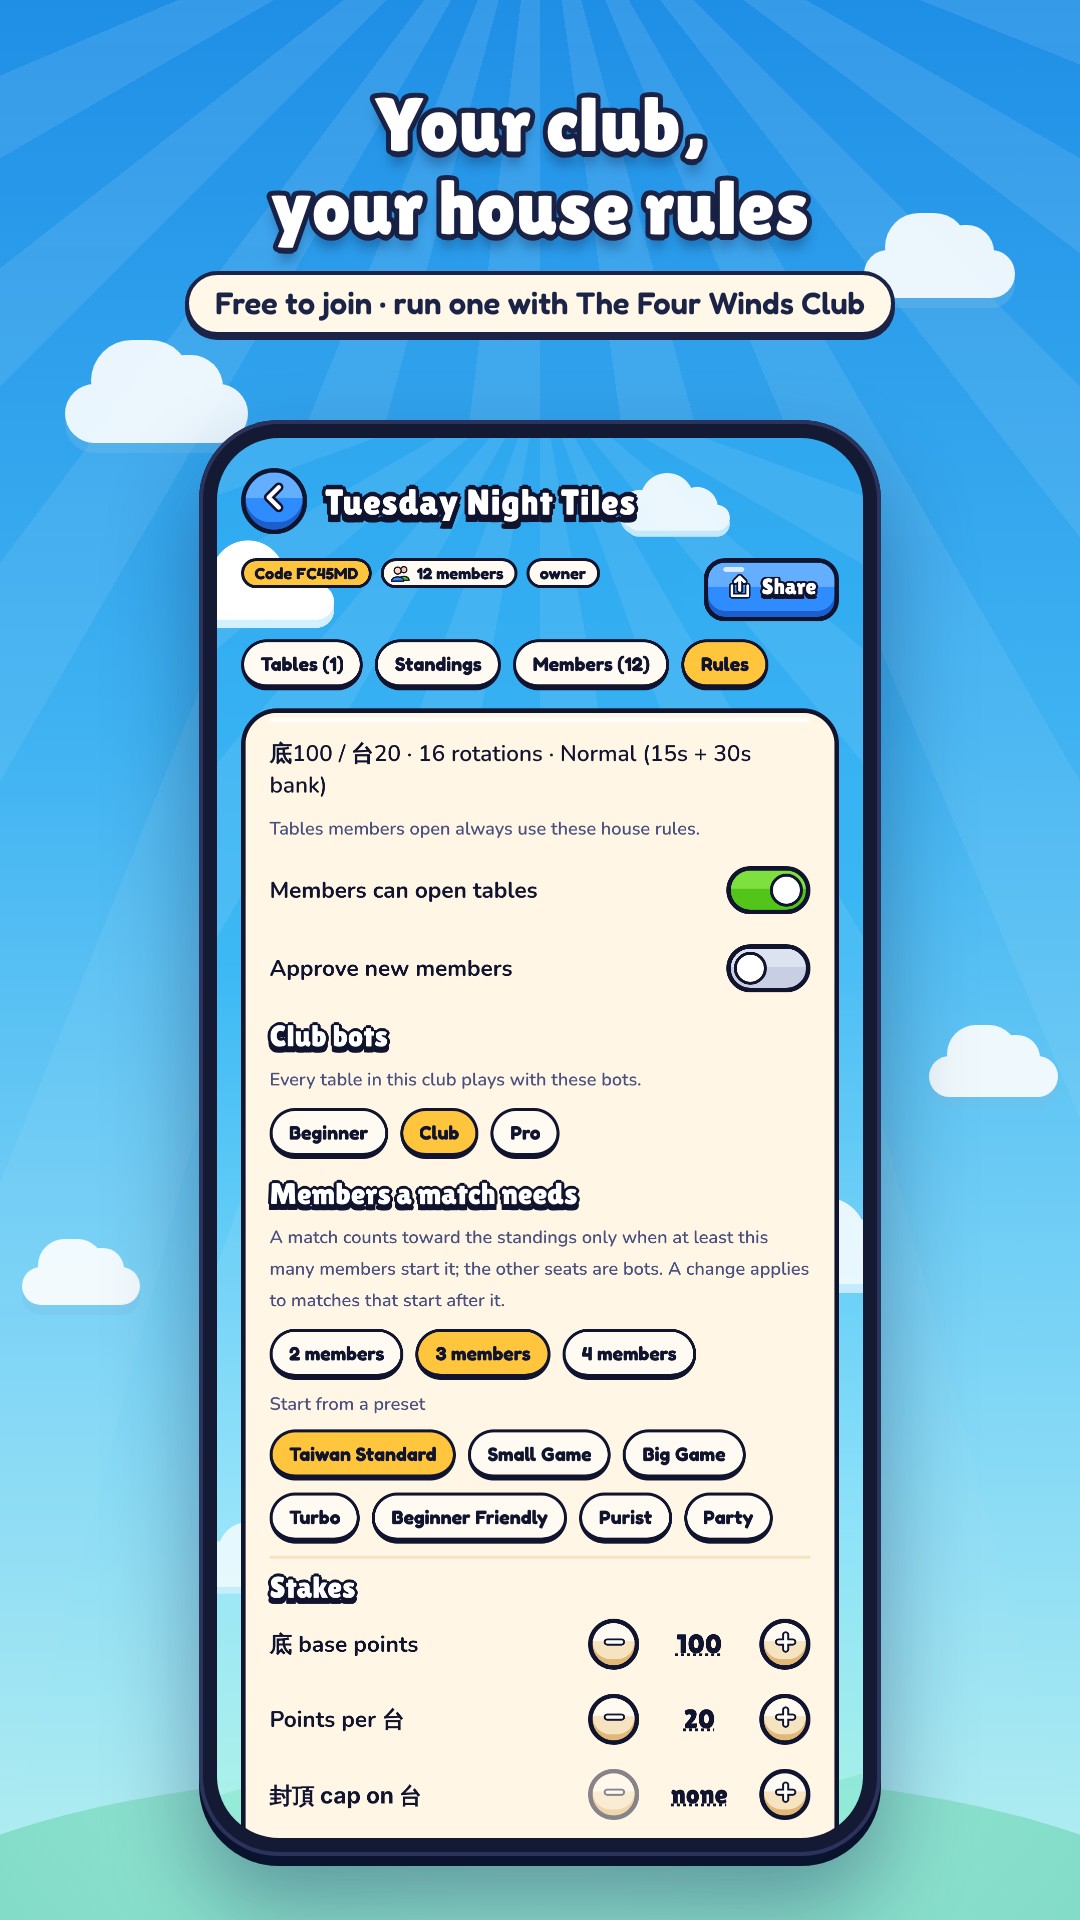 Your club,
your house rules
Free to join · run one with The Four Winds Club
Tuesday Night Tiles
Code FC45MD
12 members
owner
Share
Tables (1)
Standings
Members (12)
Rules
底100 / 台20 · 16 rotations · Normal (15s + 30s
bank)
Tables members open always use these house rules.
Members can open tables
Approve new members
Club bots
Every table in this club plays with these bots.
Beginner
Club
Pro
Members a match needs
A match counts toward the standings only when at least this
many members start it; the other seats are bots. A change applies
to matches that start after it.
2 members
3 members
4 members
Start from a preset
Taiwan Standard
Small Game
Big Game
Turbo
Beginner Friendly
Purist
Party
Stakes
底 base points
100
Points per 台
20
封頂 cap on 台
none